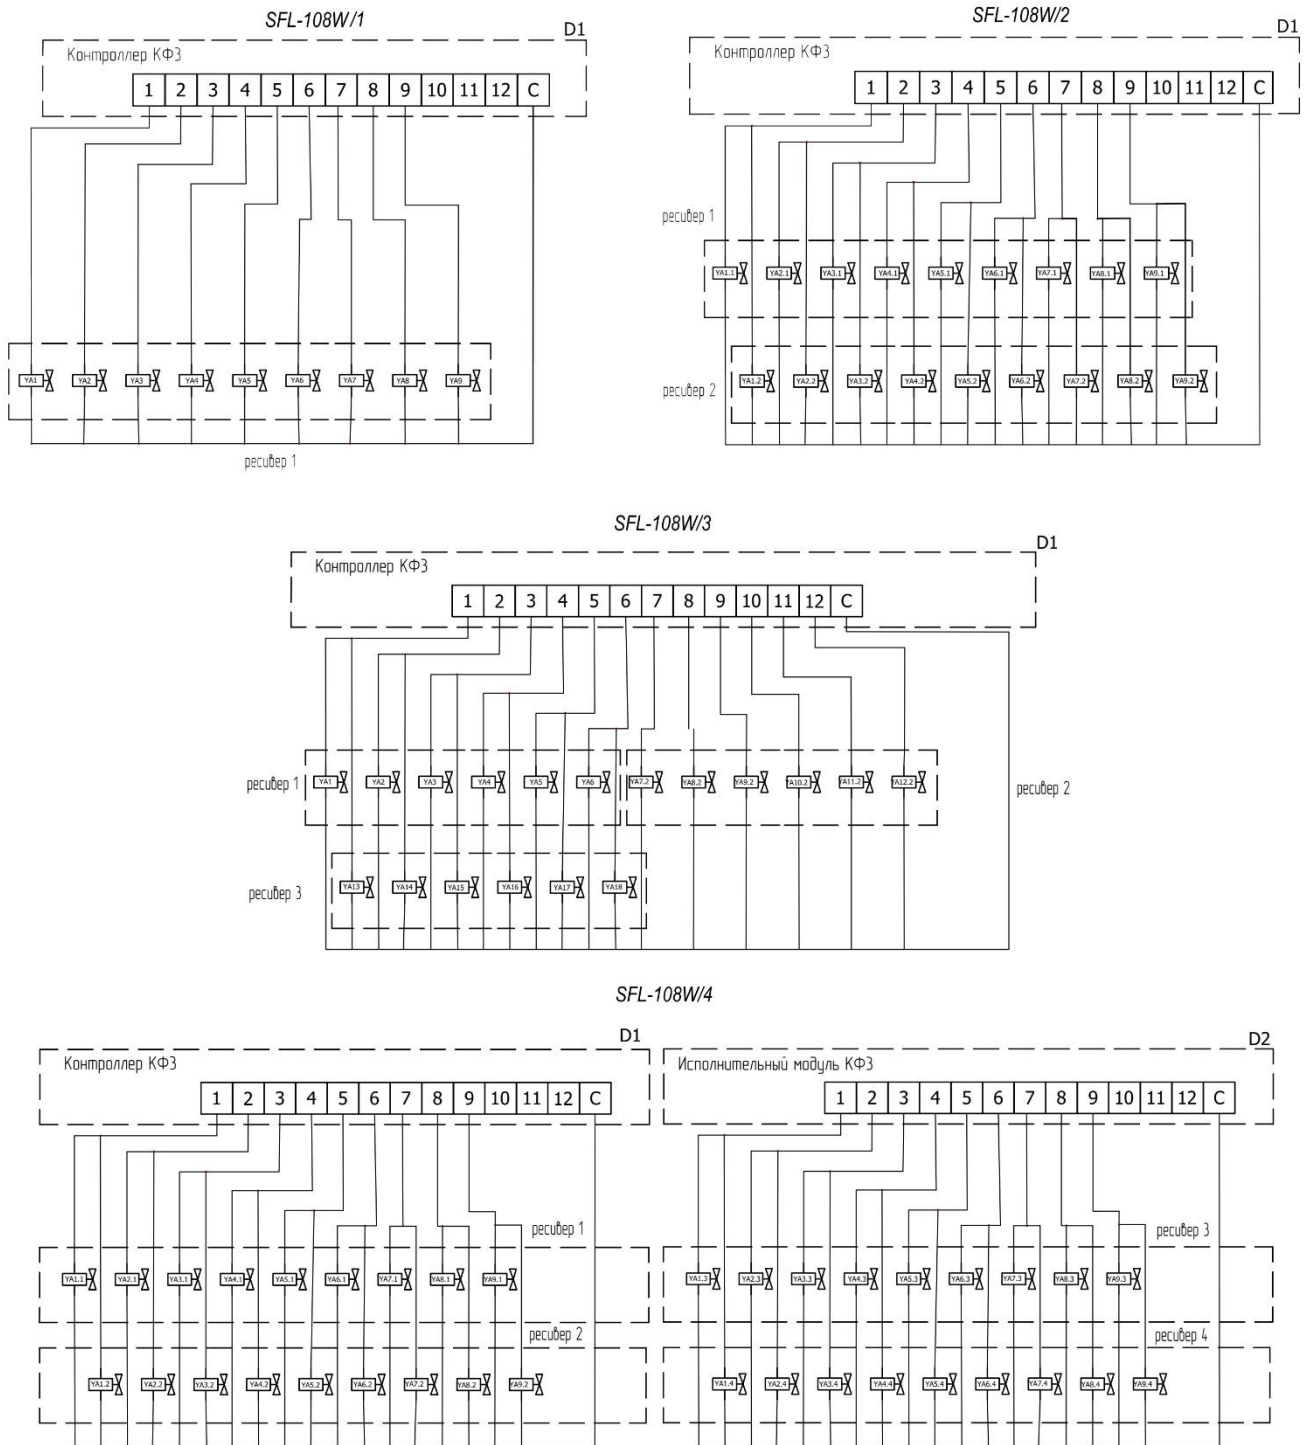 SFL-108W/1
D1
Контроллер КФЗ
1 2 3 4 5 6 7 8 9 10 11 12 C
YA1 YA2 YA3 YA4 YA5 YA6 YA7 YA8 YA9
ресивер 1
SFL-108W/2
D1
Контроллер КФЗ
1 2 3 4 5 6 7 8 9 10 11 12 C
ресивер 1
YA1.1 YA2.1 YA3.1 YA4.1 YA5.1 YA6.1 YA7.1 YA8.1 YA9.1
ресивер 2
YA1.2 YA2.2 YA3.2 YA4.2 YA5.2 YA6.2 YA7.2 YA8.2 YA9.2
SFL-108W/3
D1
Контроллер КФЗ
1 2 3 4 5 6 7 8 9 10 11 12 C
ресивер 1 YA1 YA2 YA3 YA4 YA5 YA6 YA7.2 YA8.2 YA9.2 YA10.2 YA11.2 YA12.2 ресивер 2
ресивер 3 YA13 YA14 YA15 YA16 YA17 YA18
SFL-108W/4
D1
Контроллер КФЗ
1 2 3 4 5 6 7 8 9 10 11 12 C
ресивер 1
YA1.1 YA2.1 YA3.1 YA4.1 YA5.1 YA6.1 YA7.1 YA8.1 YA9.1
ресивер 2
YA1.2 YA2.2 YA3.2 YA4.2 YA5.2 YA6.2 YA7.2 YA8.2 YA9.2
D2
Исполнительный модуль КФЗ
1 2 3 4 5 6 7 8 9 10 11 12 C
ресивер 3
YA1.3 YA2.3 YA3.3 YA4.3 YA5.3 YA6.3 YA7.3 YA8.3 YA9.3
ресивер 4
YA1.4 YA2.4 YA3.4 YA4.4 YA5.4 YA6.4 YA7.4 YA8.4 YA9.4